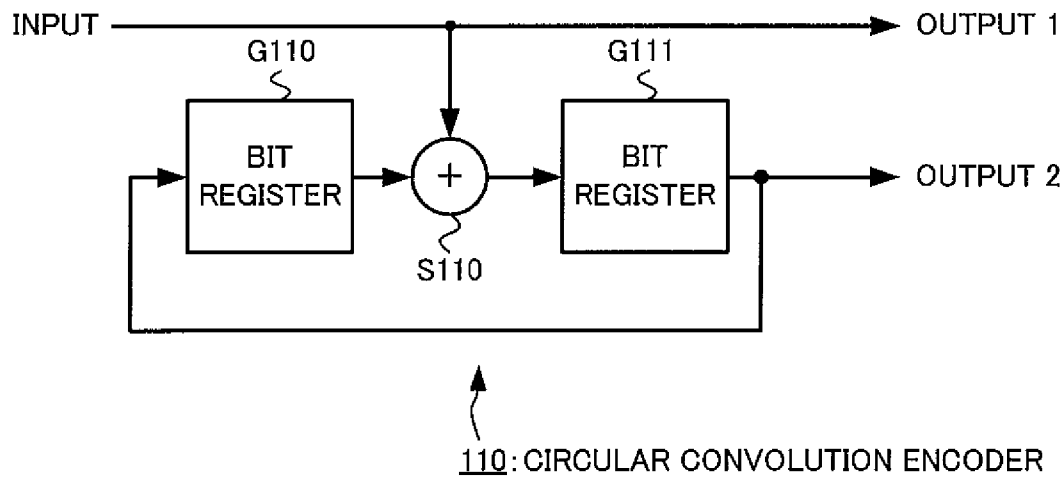 INPUT
OUTPUT 1
G110
G111
BIT
REGISTER
+
BIT
REGISTER
OUTPUT 2
S110
110: CIRCULAR CONVOLUTION ENCODER